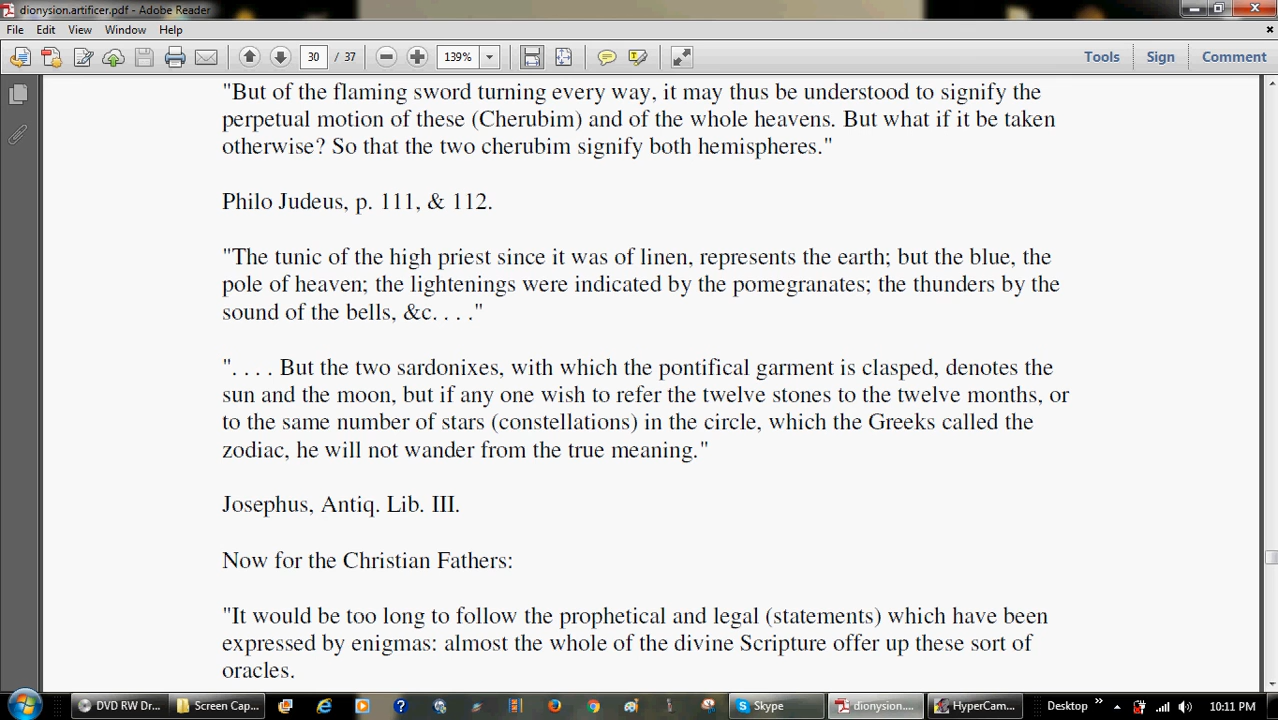 dionysion.artificer.pdf - Adobe Reader
File Edit View Window Help
30 / 37 139% Tools Sign Comment
"But of the flaming sword turning every way, it may thus be understood to signify the
perpetual motion of these (Cherubim) and of the whole heavens. But what if it be taken
otherwise? So that the two cherubim signify both hemispheres."
Philo Judeus, p. 111, & 112.
"The tunic of the high priest since it was of linen, represents the earth; but the blue, the
pole of heaven; the lightenings were indicated by the pomegranates; the thunders by the
sound of the bells, &c. . . ."
". . . . But the two sardonixes, with which the pontifical garment is clasped, denotes the
sun and the moon, but if any one wish to refer the twelve stones to the twelve months, or
to the same number of stars (constellations) in the circle, which the Greeks called the
zodiac, he will not wander from the true meaning."
Josephus, Antiq. Lib. III.
Now for the Christian Fathers:
"It would be too long to follow the prophetical and legal (statements) which have been
expressed by enigmas: almost the whole of the divine Scripture offer up these sort of
oracles.
DVD RW Dr... Screen Cap... Skype dionysion.... HyperCam... Desktop 10:11 PM